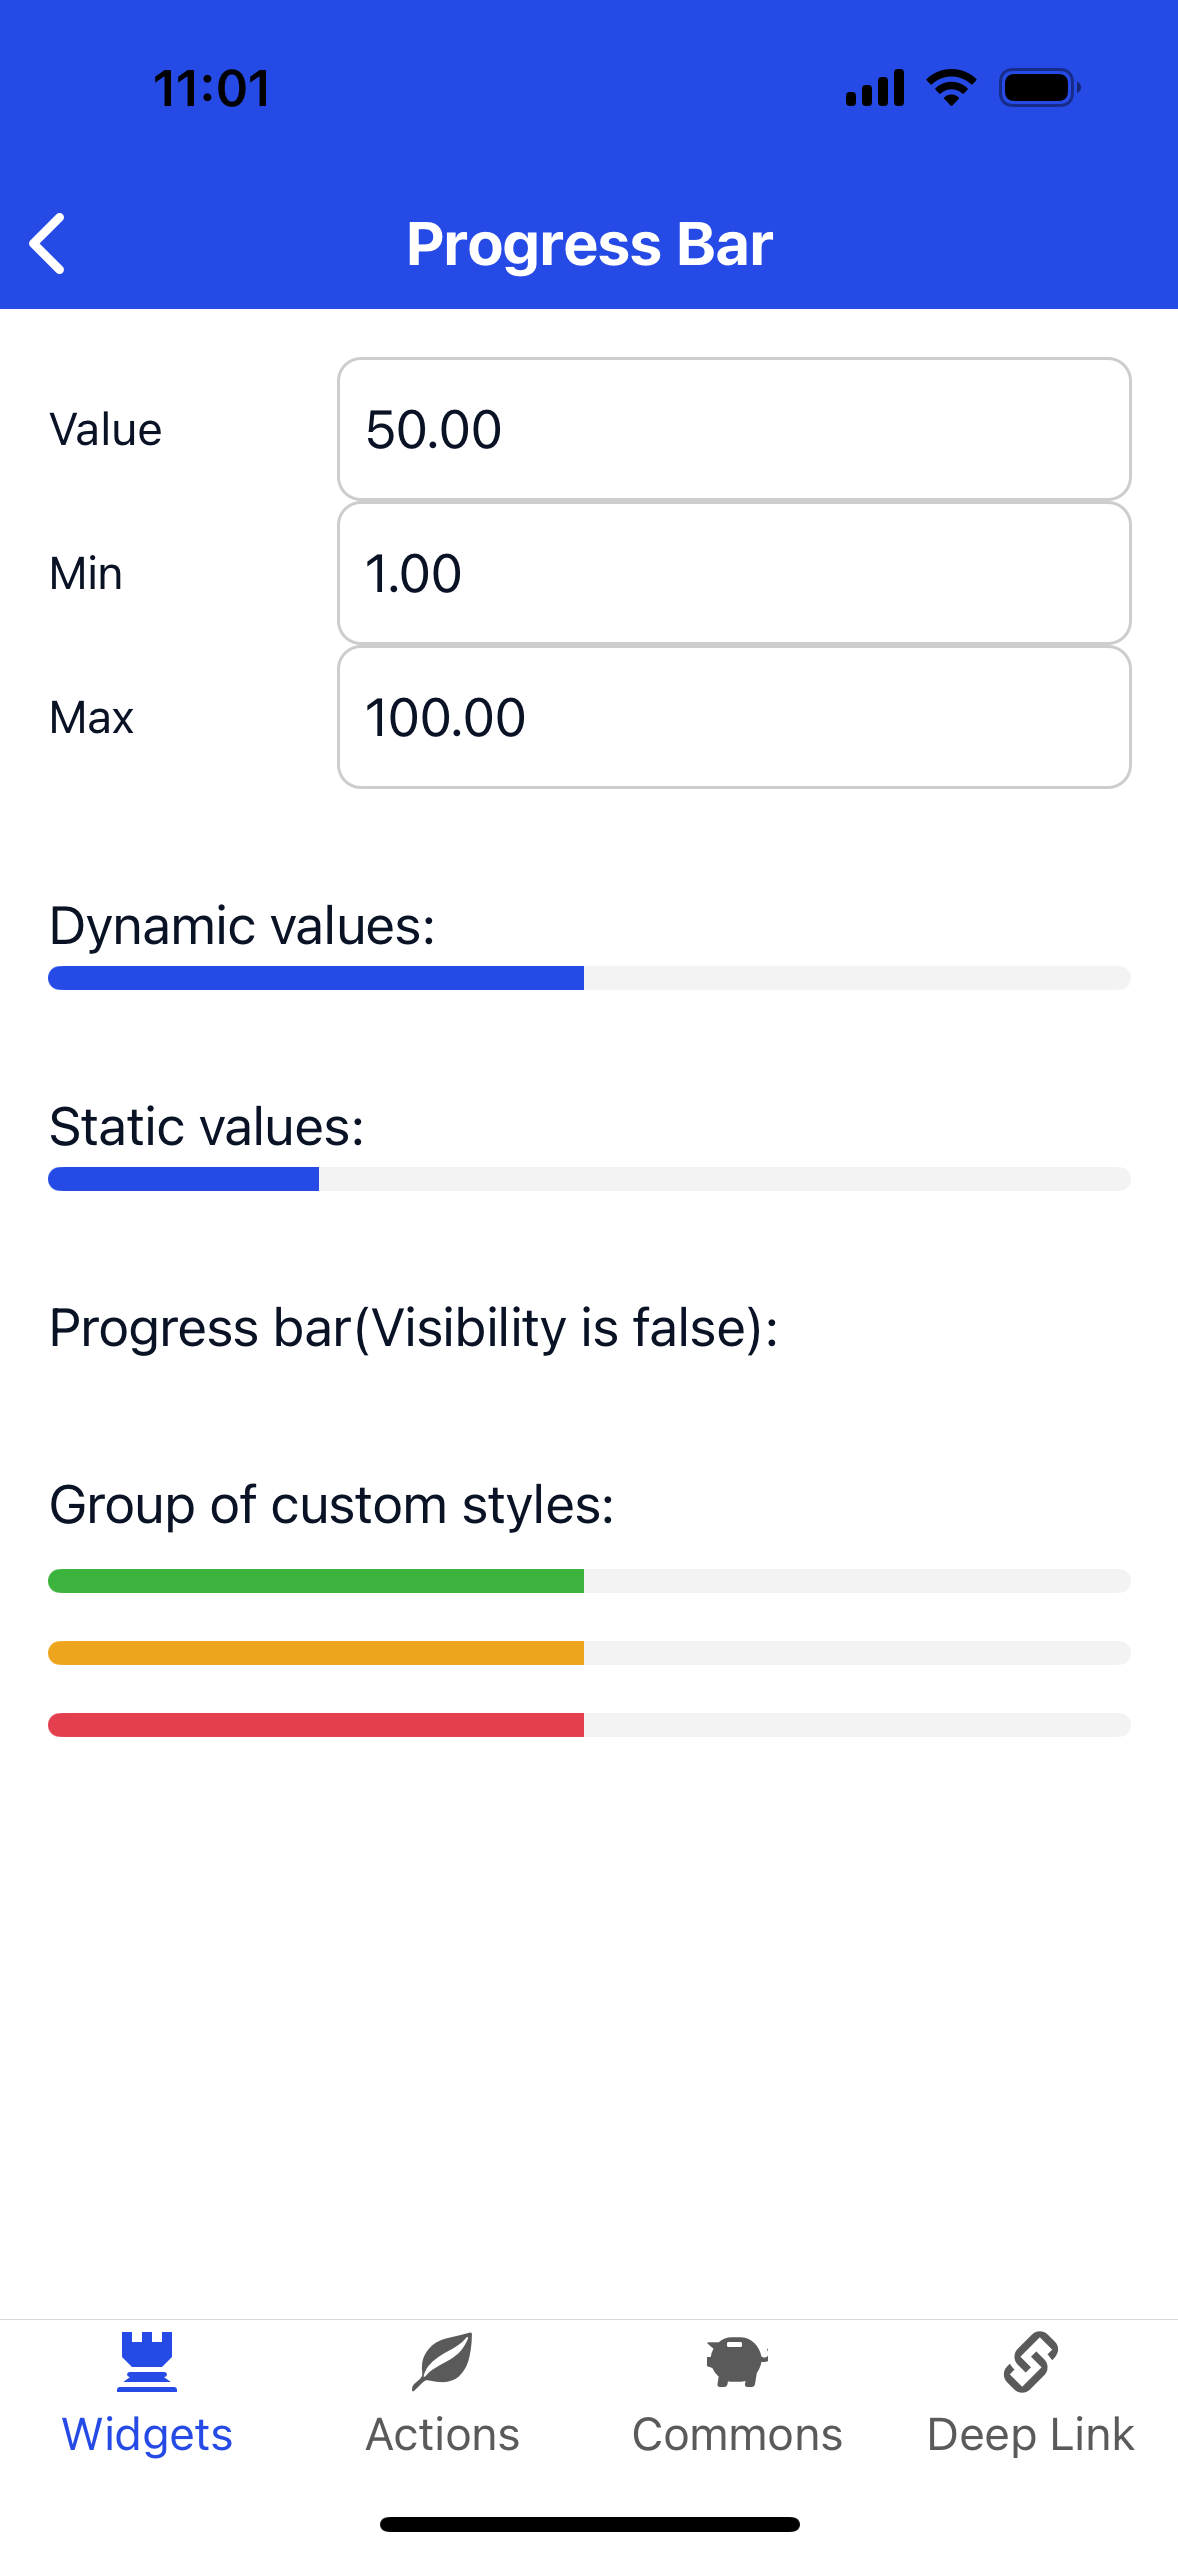 11:01
Progress Bar
Value
50.00
Min
1.00
Max
100.00
Dynamic values:
Static values:
Progress bar(Visibility is false):
Group of custom styles:
Widgets
Actions
Commons
Deep Link